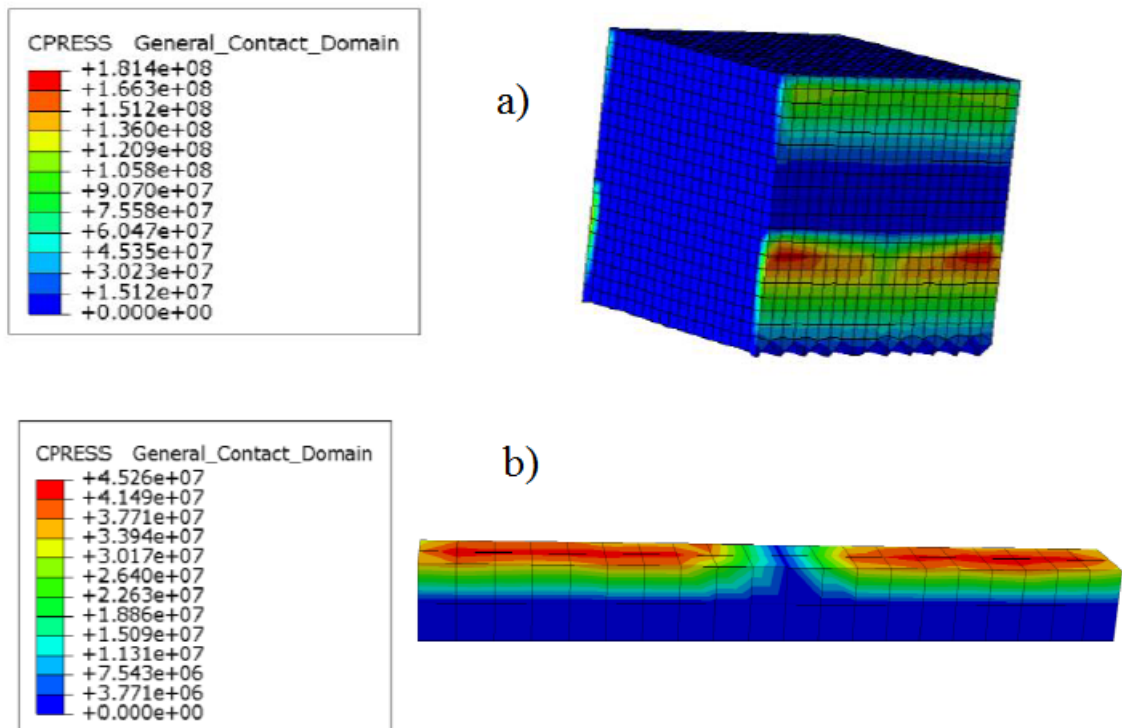 CPRESS General_Contact_Domain
+1.814e+08
+1.663e+08
+1.512e+08
+1.360e+08
+1.209e+08
+1.058e+08
+9.070e+07
+7.558e+07
+6.047e+07
+4.535e+07
+3.023e+07
+1.512e+07
+0.000e+00
a)
CPRESS General_Contact_Domain
+4.526e+07
+4.149e+07
+3.771e+07
+3.394e+07
+3.017e+07
+2.640e+07
+2.263e+07
+1.886e+07
+1.509e+07
+1.131e+07
+7.543e+06
+3.771e+06
+0.000e+00
b)